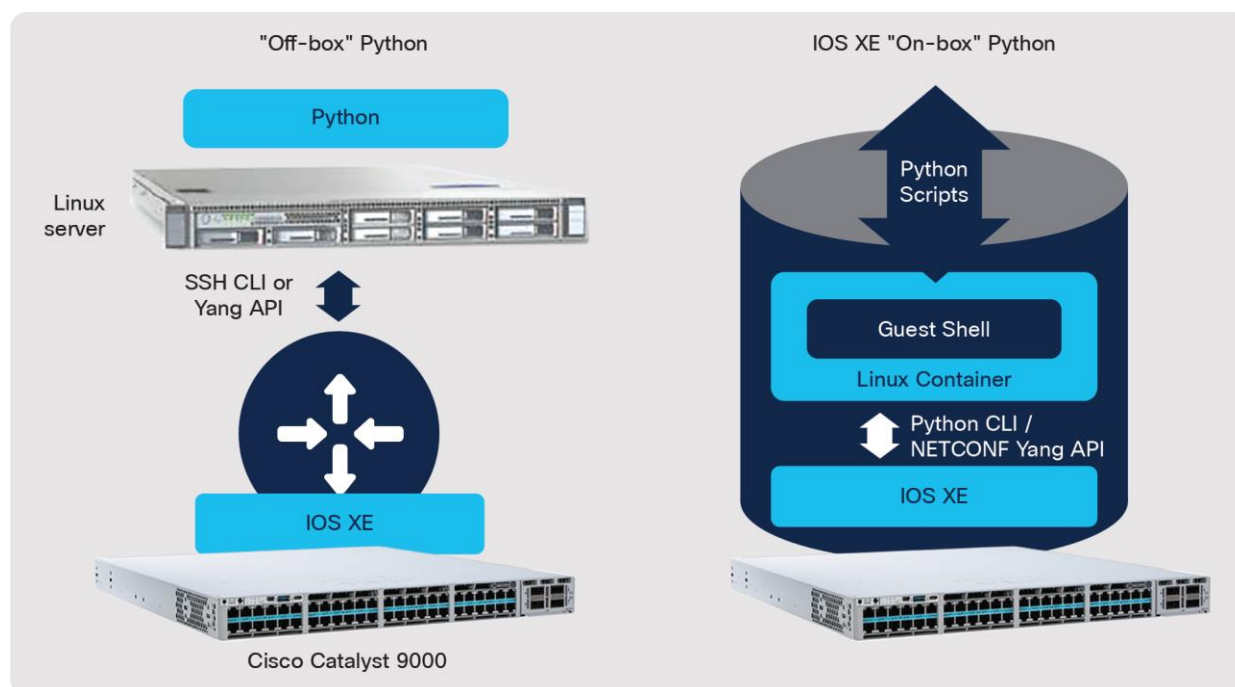 "Off-box" Python
Python
Linux
server
SSH CLI or
Yang API
IOS XE
Cisco Catalyst 9000
IOS XE "On-box" Python
Python
Scripts
Guest Shell
Linux Container
Python CLI /
NETCONF Yang API
IOS XE